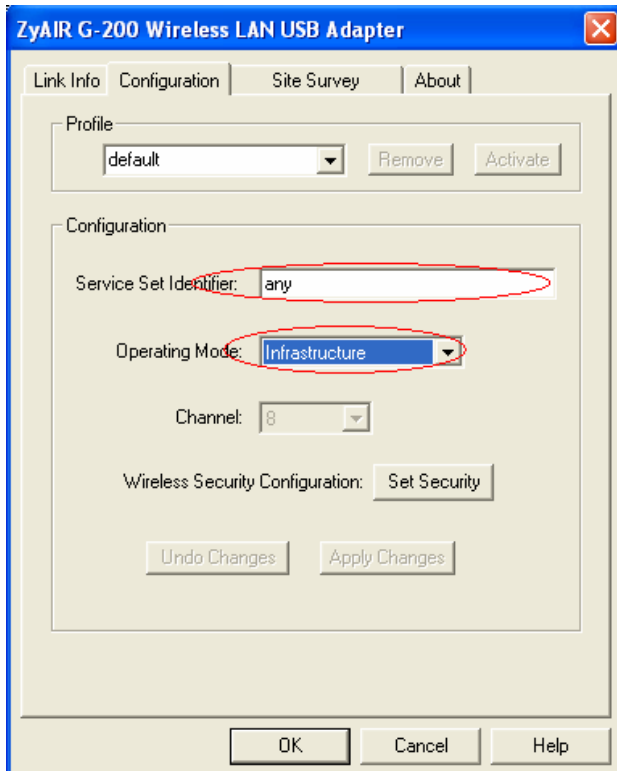 ZyAIR G-200 Wireless LAN USB Adapter
Link Info Configuration Site Survey About
Profile
default Remove Activate
Configuration
Service Set Identifier: any
Operating Mode: Infrastructure
Channel: 8
Wireless Security Configuration: Set Security
Undo Changes Apply Changes
OK Cancel Help